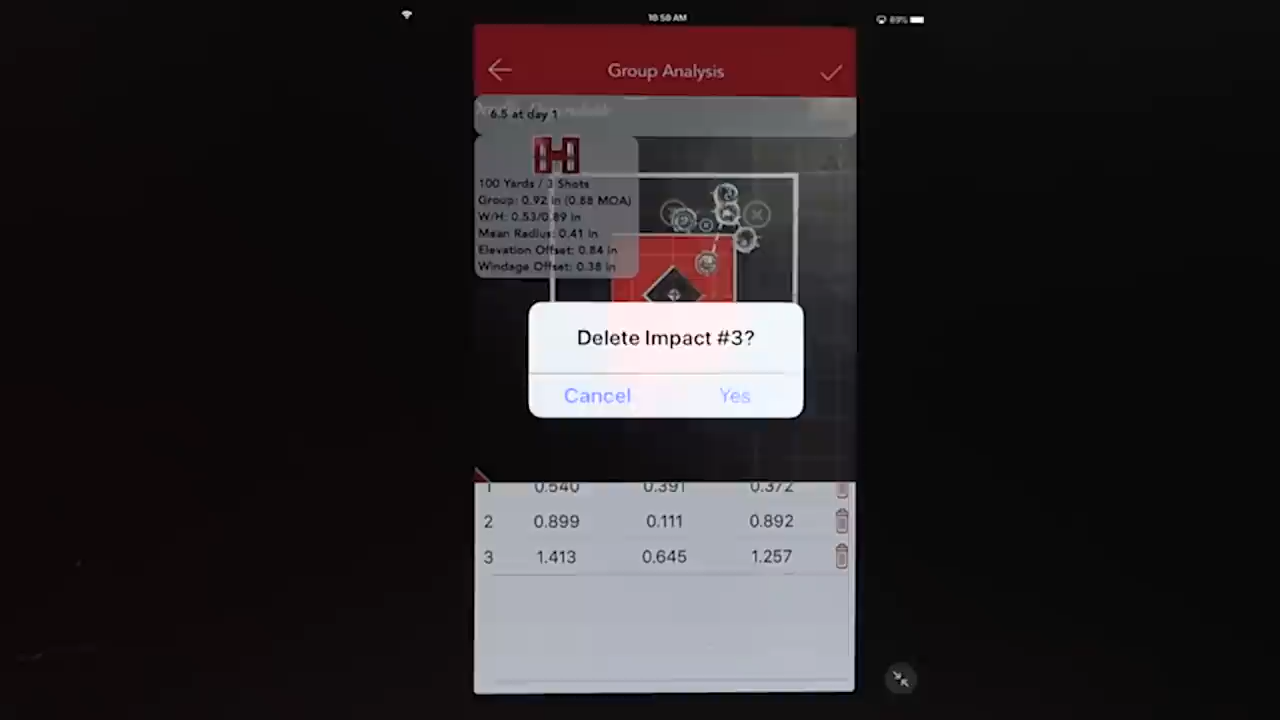 10:50 AM
89%
Group Analysis
6.5 at day 1
H
100 Yards / 3 Shots
Group: 0.92 in (0.88 MOA)
W/H: 0.53/0.89 in
Mean Radius: 0.41 in
Elevation Offset: 0.84 in
Windage Offset: 0.38 in
Delete Impact #3?
Cancel Yes
1 0.540 0.391 0.372
2 0.899 0.111 0.892
3 1.413 0.645 1.257